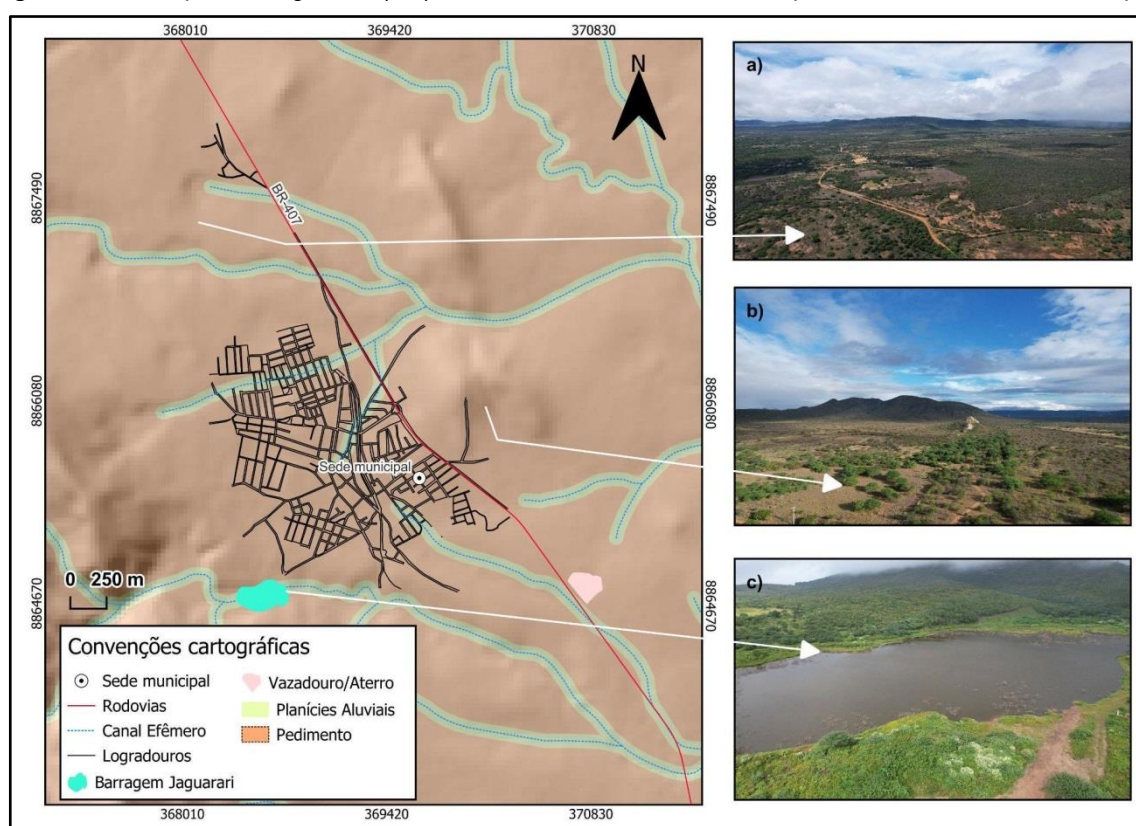 368010 369420 370830
N
8867490
8867490
BR-407
8866080
8866080
Sede municipal
0 250 m
8864670
8864670
Convenções cartográficas
Sede municipal
Rodovias
Canal Efêmero
Logradouros
Barragem Jaguarari
Vazadouro/Aterro
Planícies Aluviais
Pedimento
368010 369420 370830
a)
b)
c)